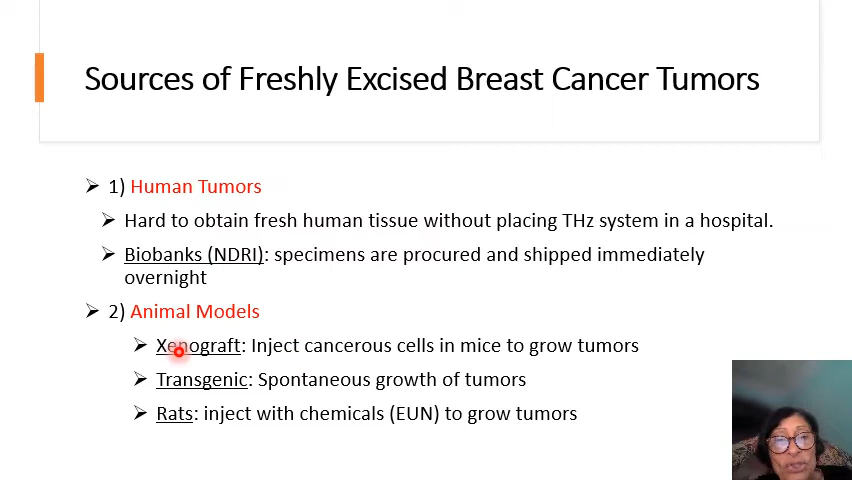 Sources of Freshly Excised Breast Cancer Tumors
1) Human Tumors
Hard to obtain fresh human tissue without placing THz system in a hospital.
Biobanks (NDRI): specimens are procured and shipped immediately
overnight
2) Animal Models
Xenograft: Inject cancerous cells in mice to grow tumors
Transgenic: Spontaneous growth of tumors
Rats: inject with chemicals (EUN) to grow tumors